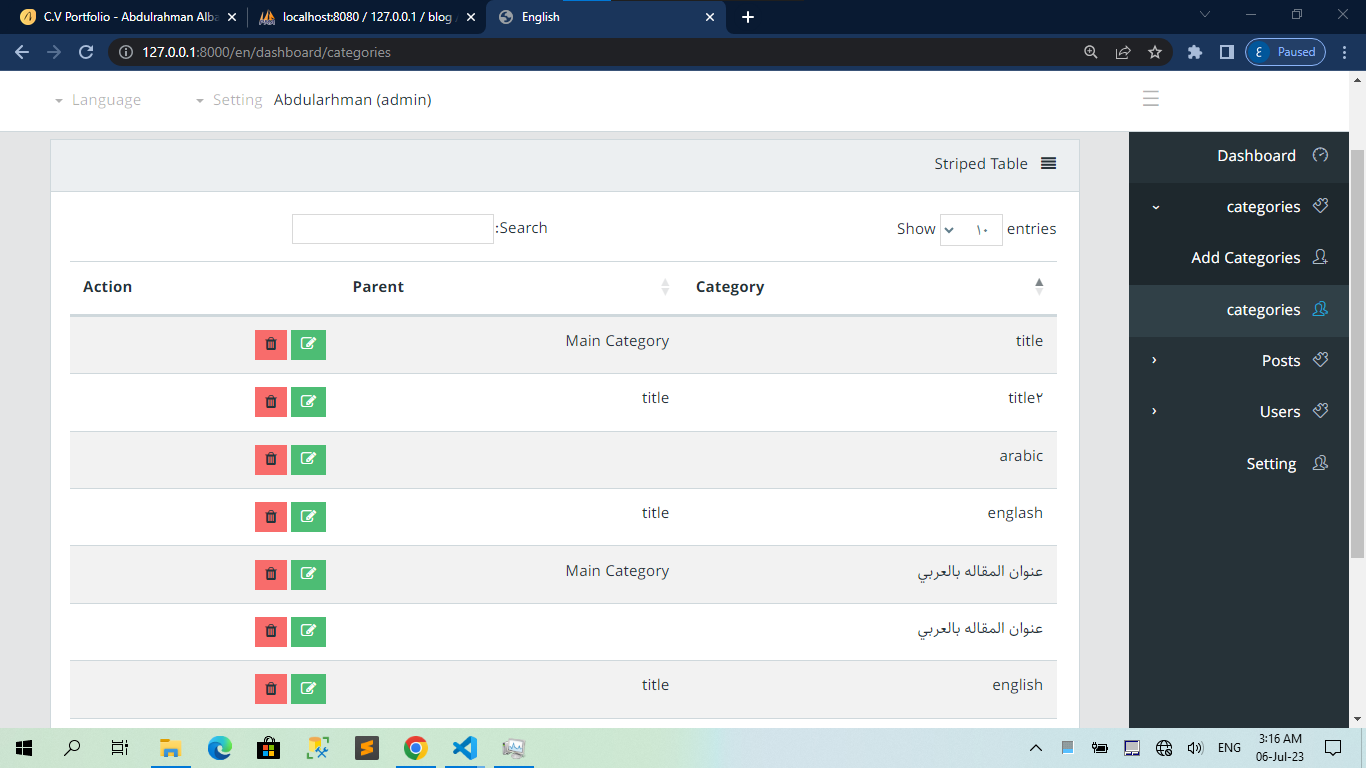 C.V Portfolio - Abdulrahman Alba
localhost:8080 / 127.0.0.1 / blog
English
127.0.0.1:8000/en/dashboard/categories
ع Paused
Language Setting Abdularhman (admin)
Striped Table
Show ١٠ entries
:Search
Action Parent Category
Main Category title
title title٢
arabic
title englash
Main Category عنوان المقاله بالعربي
عنوان المقاله بالعربي
title english
Dashboard
categories
Add Categories
categories
Posts
Users
Setting
ENG
3:16 AM
06-Jul-23